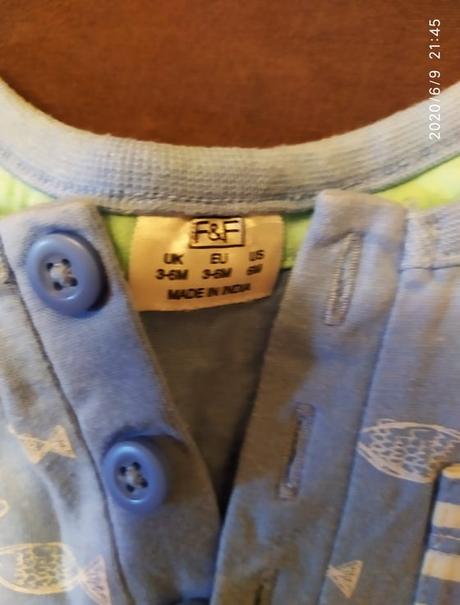 2020/6/9 21:45
F&F
UK EU US
3-6M 3-6M 6M
MADE IN INDIA